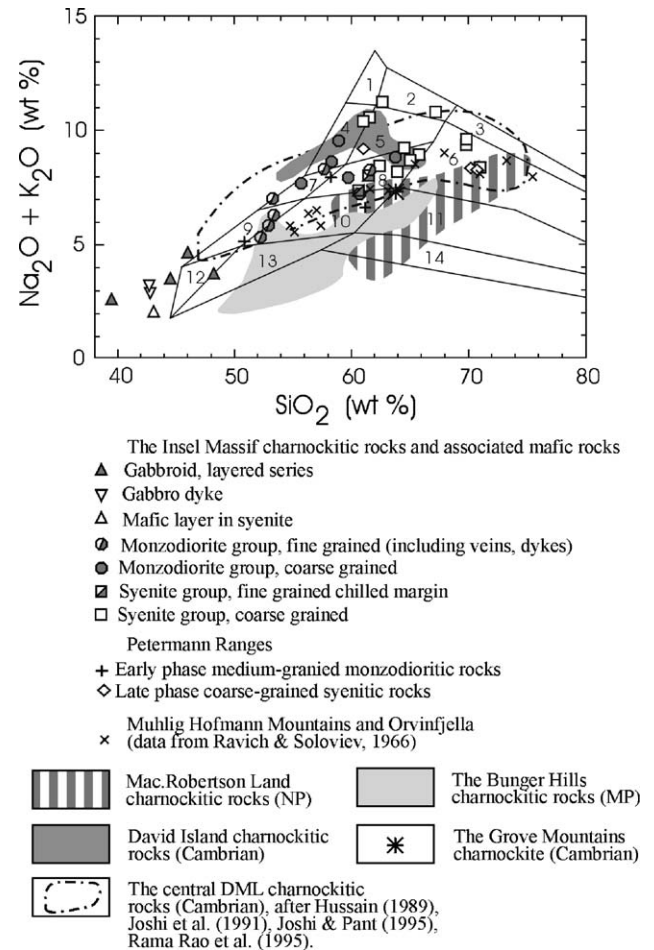 15
10
5
0
Na₂O + K₂O (wt %)
1
2
3
4
5
6
7
8
9
10
11
12
13
14
40 50 60 70 80
SiO₂ (wt %)
The Insel Massif charnockitic rocks and associated mafic rocks
Gabbroid, layered series
Gabbro dyke
Mafic layer in syenite
Monzodiorite group, fine grained (including veins, dykes)
Monzodiorite group, coarse grained
Syenite group, fine grained chilled margin
Syenite group, coarse grained
Petermann Ranges
Early phase medium-granied monzodioritic rocks
Late phase coarse-grained syenitic rocks
Muhlig Hofmann Mountains and Orvinfjella
(data from Ravich & Soloviev, 1966)
Mac.Robertson Land
charnockitic rocks (NP)
The Bunger Hills
charnockitic rocks (MP)
David Island charnockitic
rocks (Cambrian)
The Grove Mountains
charnockite (Cambrian)
The central DML charnockitic
rocks (Cambrian), after Hussain (1989),
Joshi et al. (1991), Joshi & Pant (1995),
Rama Rao et al. (1995).